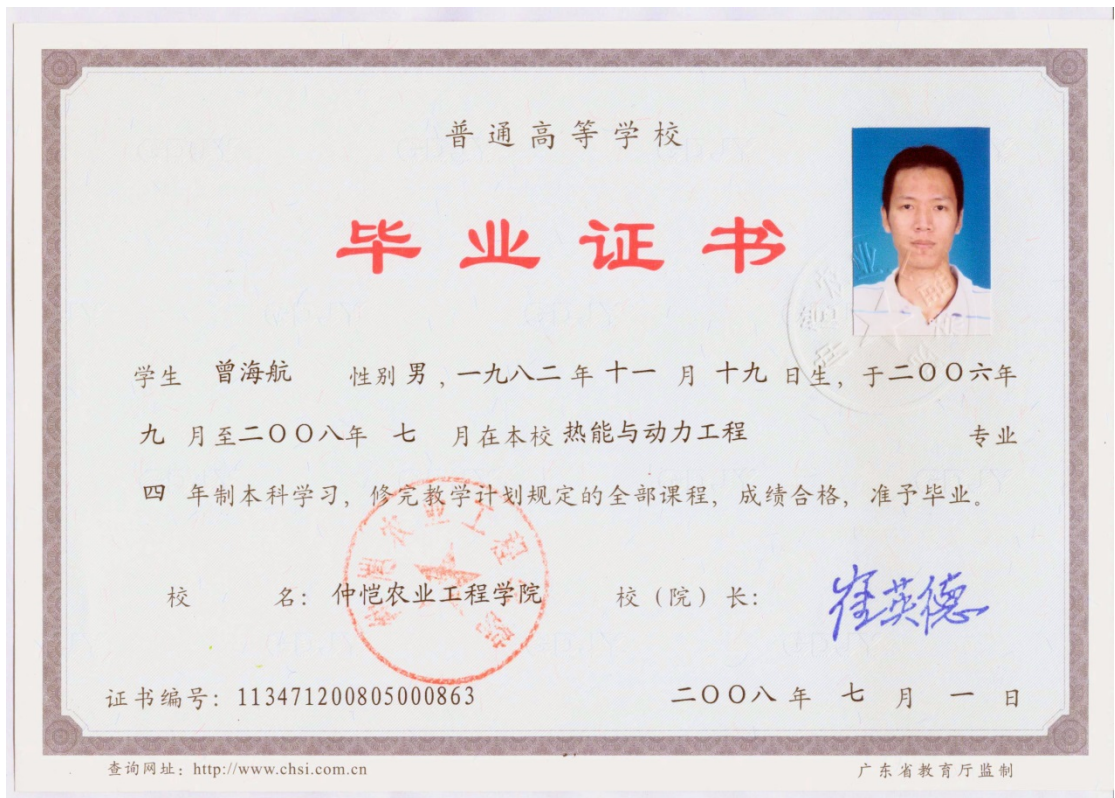 普通高等学校
毕业证书
学生 曾海航 性别 男 , 一九八二 年 十一 月 十九 日生, 于二〇〇六年
九 月至二〇〇八年 七 月在本校 热能与动力工程 专业
四 年制本科学习, 修完教学计划规定的全部课程, 成绩合格, 准予毕业。
校 名: 仲恺农业工程学院 校（院）长: 崔英德
证书编号: 113471200805000863 二〇〇八 年 七 月 一 日
查询网址: http://www.chsi.com.cn 广东省教育厅监制